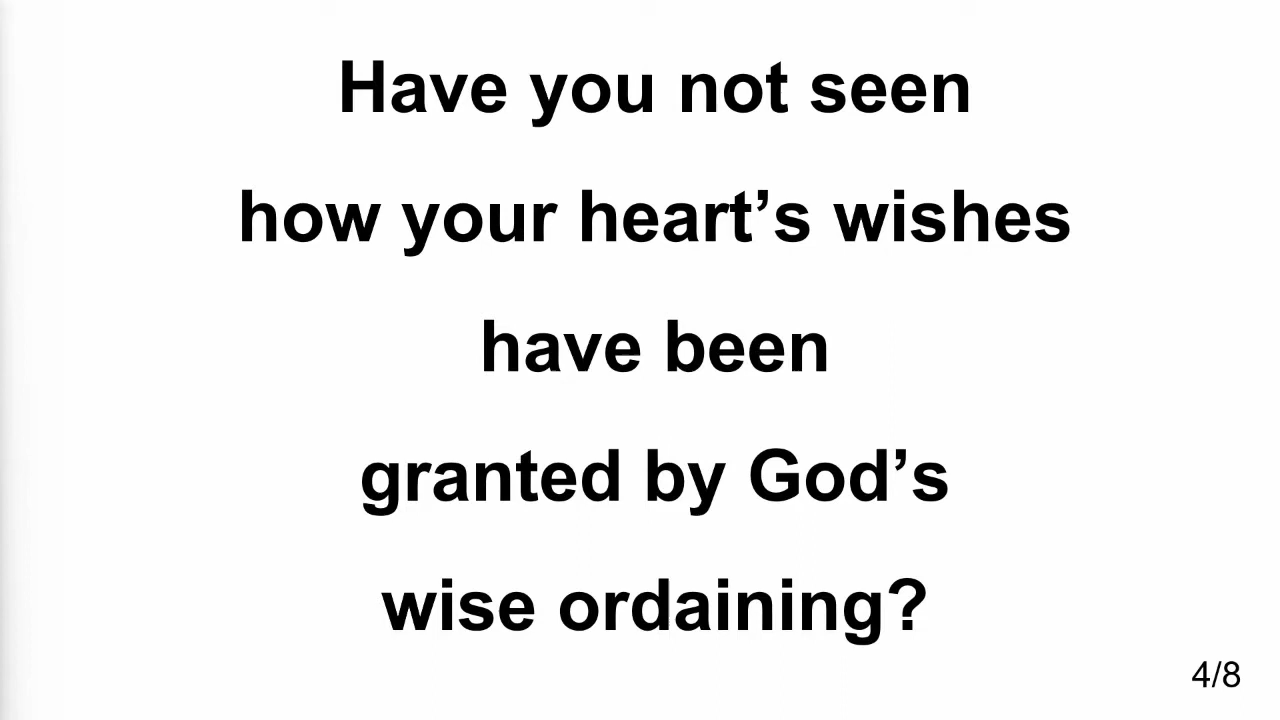 Have you not seen
how your heart’s wishes
have been
granted by God’s
wise ordaining?
4/8